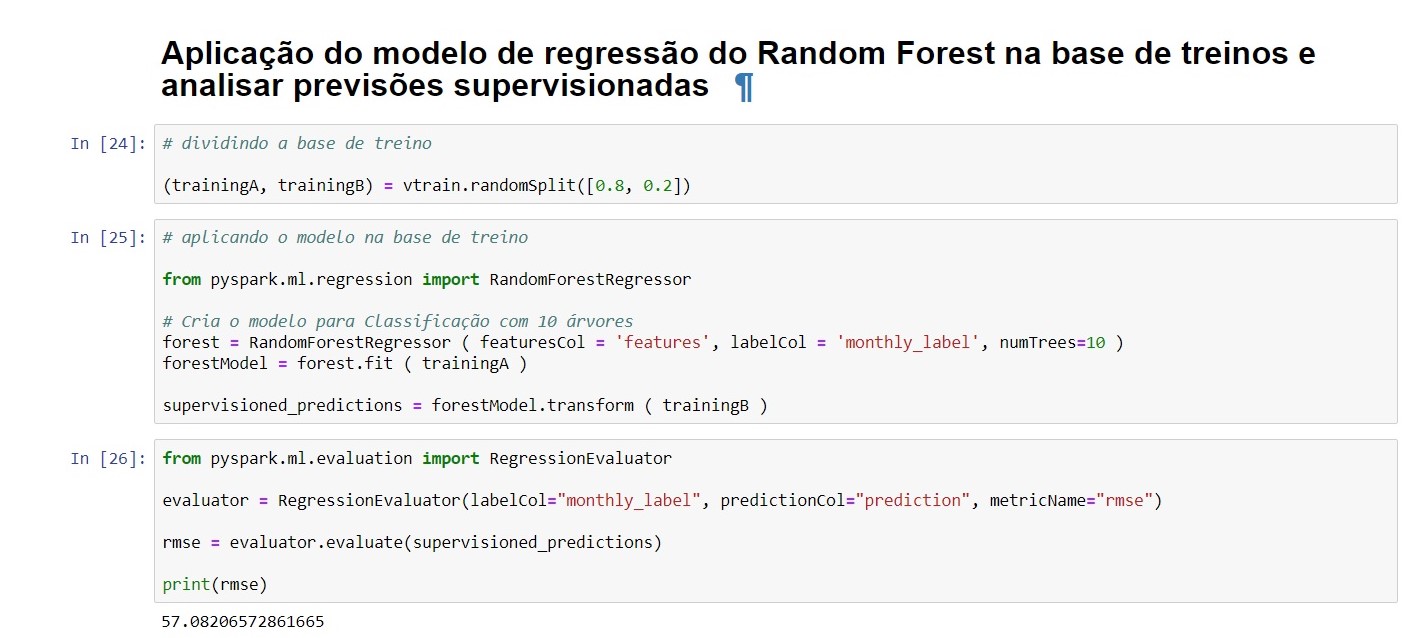 Aplicação do modelo de regressão do Random Forest na base de treinos e
analisar previsões supervisionadas ¶
In [24]: # dividindo a base de treino
(trainingA, trainingB) = vtrain.randomSplit([0.8, 0.2])
In [25]: # aplicando o modelo na base de treino
from pyspark.ml.regression import RandomForestRegressor
# Cria o modelo para Classificação com 10 árvores
forest = RandomForestRegressor ( featuresCol = 'features', labelCol = 'monthly_label', numTrees=10 )
forestModel = forest.fit ( trainingA )
supervisioned_predictions = forestModel.transform ( trainingB )
In [26]: from pyspark.ml.evaluation import RegressionEvaluator
evaluator = RegressionEvaluator(labelCol="monthly_label", predictionCol="prediction", metricName="rmse")
rmse = evaluator.evaluate(supervisioned_predictions)
print(rmse)
57.08206572861665